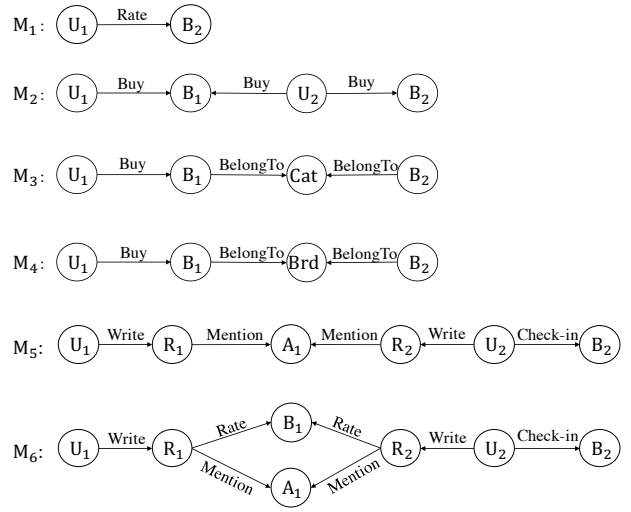 M₁: U₁ Rate B₂
M₂: U₁ Buy B₁ Buy U₂ Buy B₂
M₃: U₁ Buy B₁ BelongTo Cat BelongTo B₂
M₄: U₁ Buy B₁ BelongTo Brd BelongTo B₂
M₅: U₁ Write R₁ Mention A₁ Mention R₂ Write U₂ Check-in B₂
B₁
Rate Rate
M₆: U₁ Write R₁ R₂ Write U₂ Check-in B₂
Mention Mention
A₁